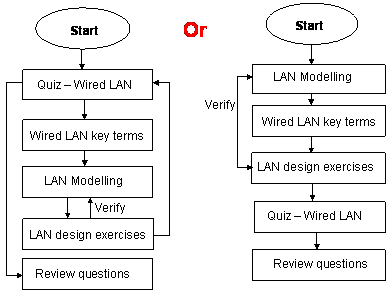 Start
Quiz – Wired LAN
Wired LAN key terms
LAN Modelling
Verify
LAN design exercises
Review questions
Or
Start
LAN Modelling
Verify
Wired LAN key terms
LAN design exercises
Quiz – Wired LAN
Review questions